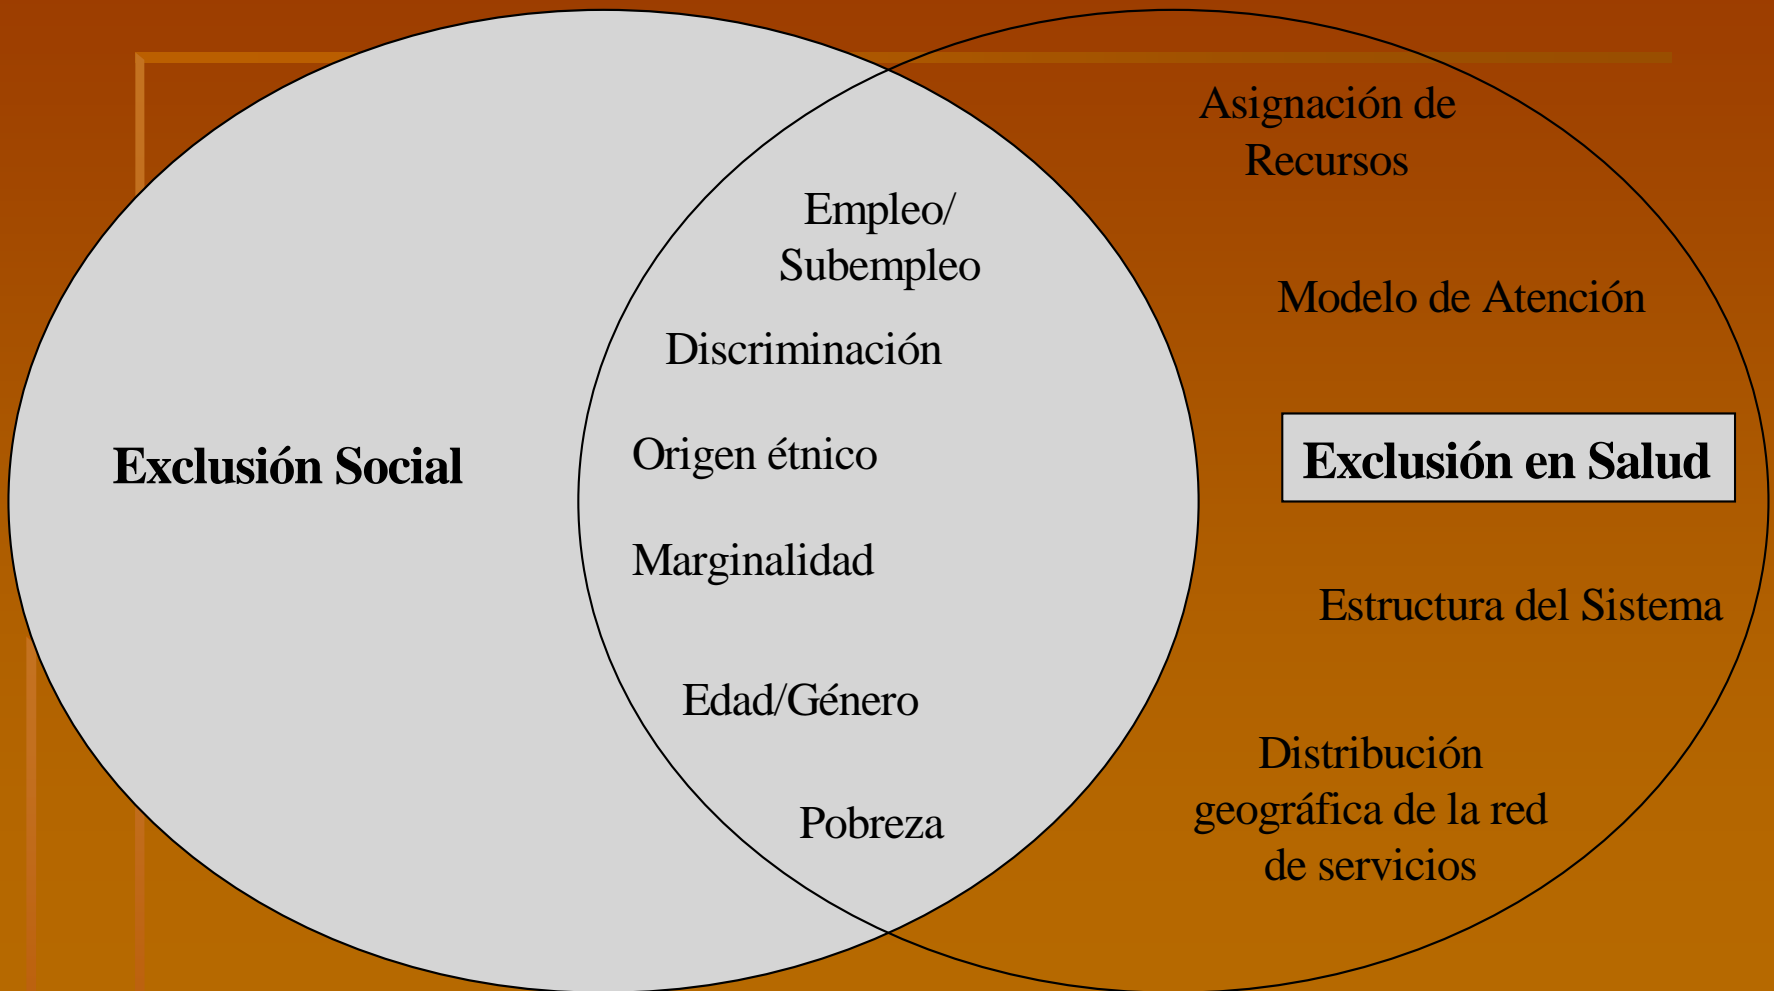 Exclusión Social
Empleo/
Subempleo
Discriminación
Origen étnico
Marginalidad
Edad/Género
Pobreza
Asignación de
Recursos
Modelo de Atención
Exclusión en Salud
Estructura del Sistema
Distribución
geográfica de la red
de servicios